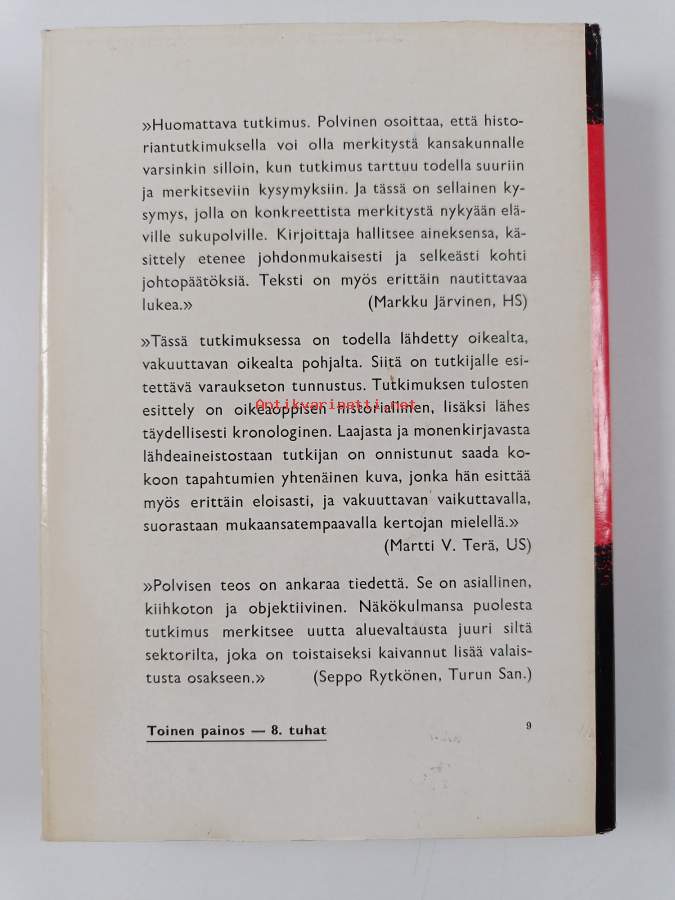 »Huomattava tutkimus. Polvinen osoittaa, että histo-
riantutkimuksella voi olla merkitystä kansakunnalle
varsinkin silloin, kun tutkimus tarttuu todella suuriin
ja merkitseviin kysymyksiin. Ja tässä on sellainen ky-
symys, jolla on konkreettista merkitystä nykyään elä-
ville sukupolville. Kirjoittaja hallitsee aineksensa, kä-
sittely etenee johdonmukaisesti ja selkeästi kohti
johtopäätöksiä. Teksti on myös erittäin nautittavaa
lukea.» (Markku Järvinen, HS)
»Tässä tutkimuksessa on todella lähdetty oikealta,
vakuuttavan oikealta pohjalta. Siitä on tutkijalle esi-
tettävä varaukseton tunnustus. Tutkimuksen tulosten
esittely on oikeaoppisen historiallinen, lisäksi lähes
Antikvariaatti.net
täydellisesti kronologinen. Laajasta ja monenkirjavasta
lähdeaineistostaan tutkijan on onnistunut saada ko-
koon tapahtumien yhtenäinen kuva, jonka hän esittää
myös erittäin eloisasti, ja vakuuttavan vaikuttavalla,
suorastaan mukaansatempaavalla kertojan mielellä.»
(Martti V. Terä, US)
»Polvisen teos on ankaraa tiedettä. Se on asiallinen,
kiihkoton ja objektiivinen. Näkökulmansa puolesta
tutkimus merkitsee uutta aluevaltausta juuri siltä
sektorilta, joka on toistaiseksi kaivannut lisää valais-
tusta osakseen.» (Seppo Rytkönen, Turun San.)
Toinen painos — 8. tuhat 9